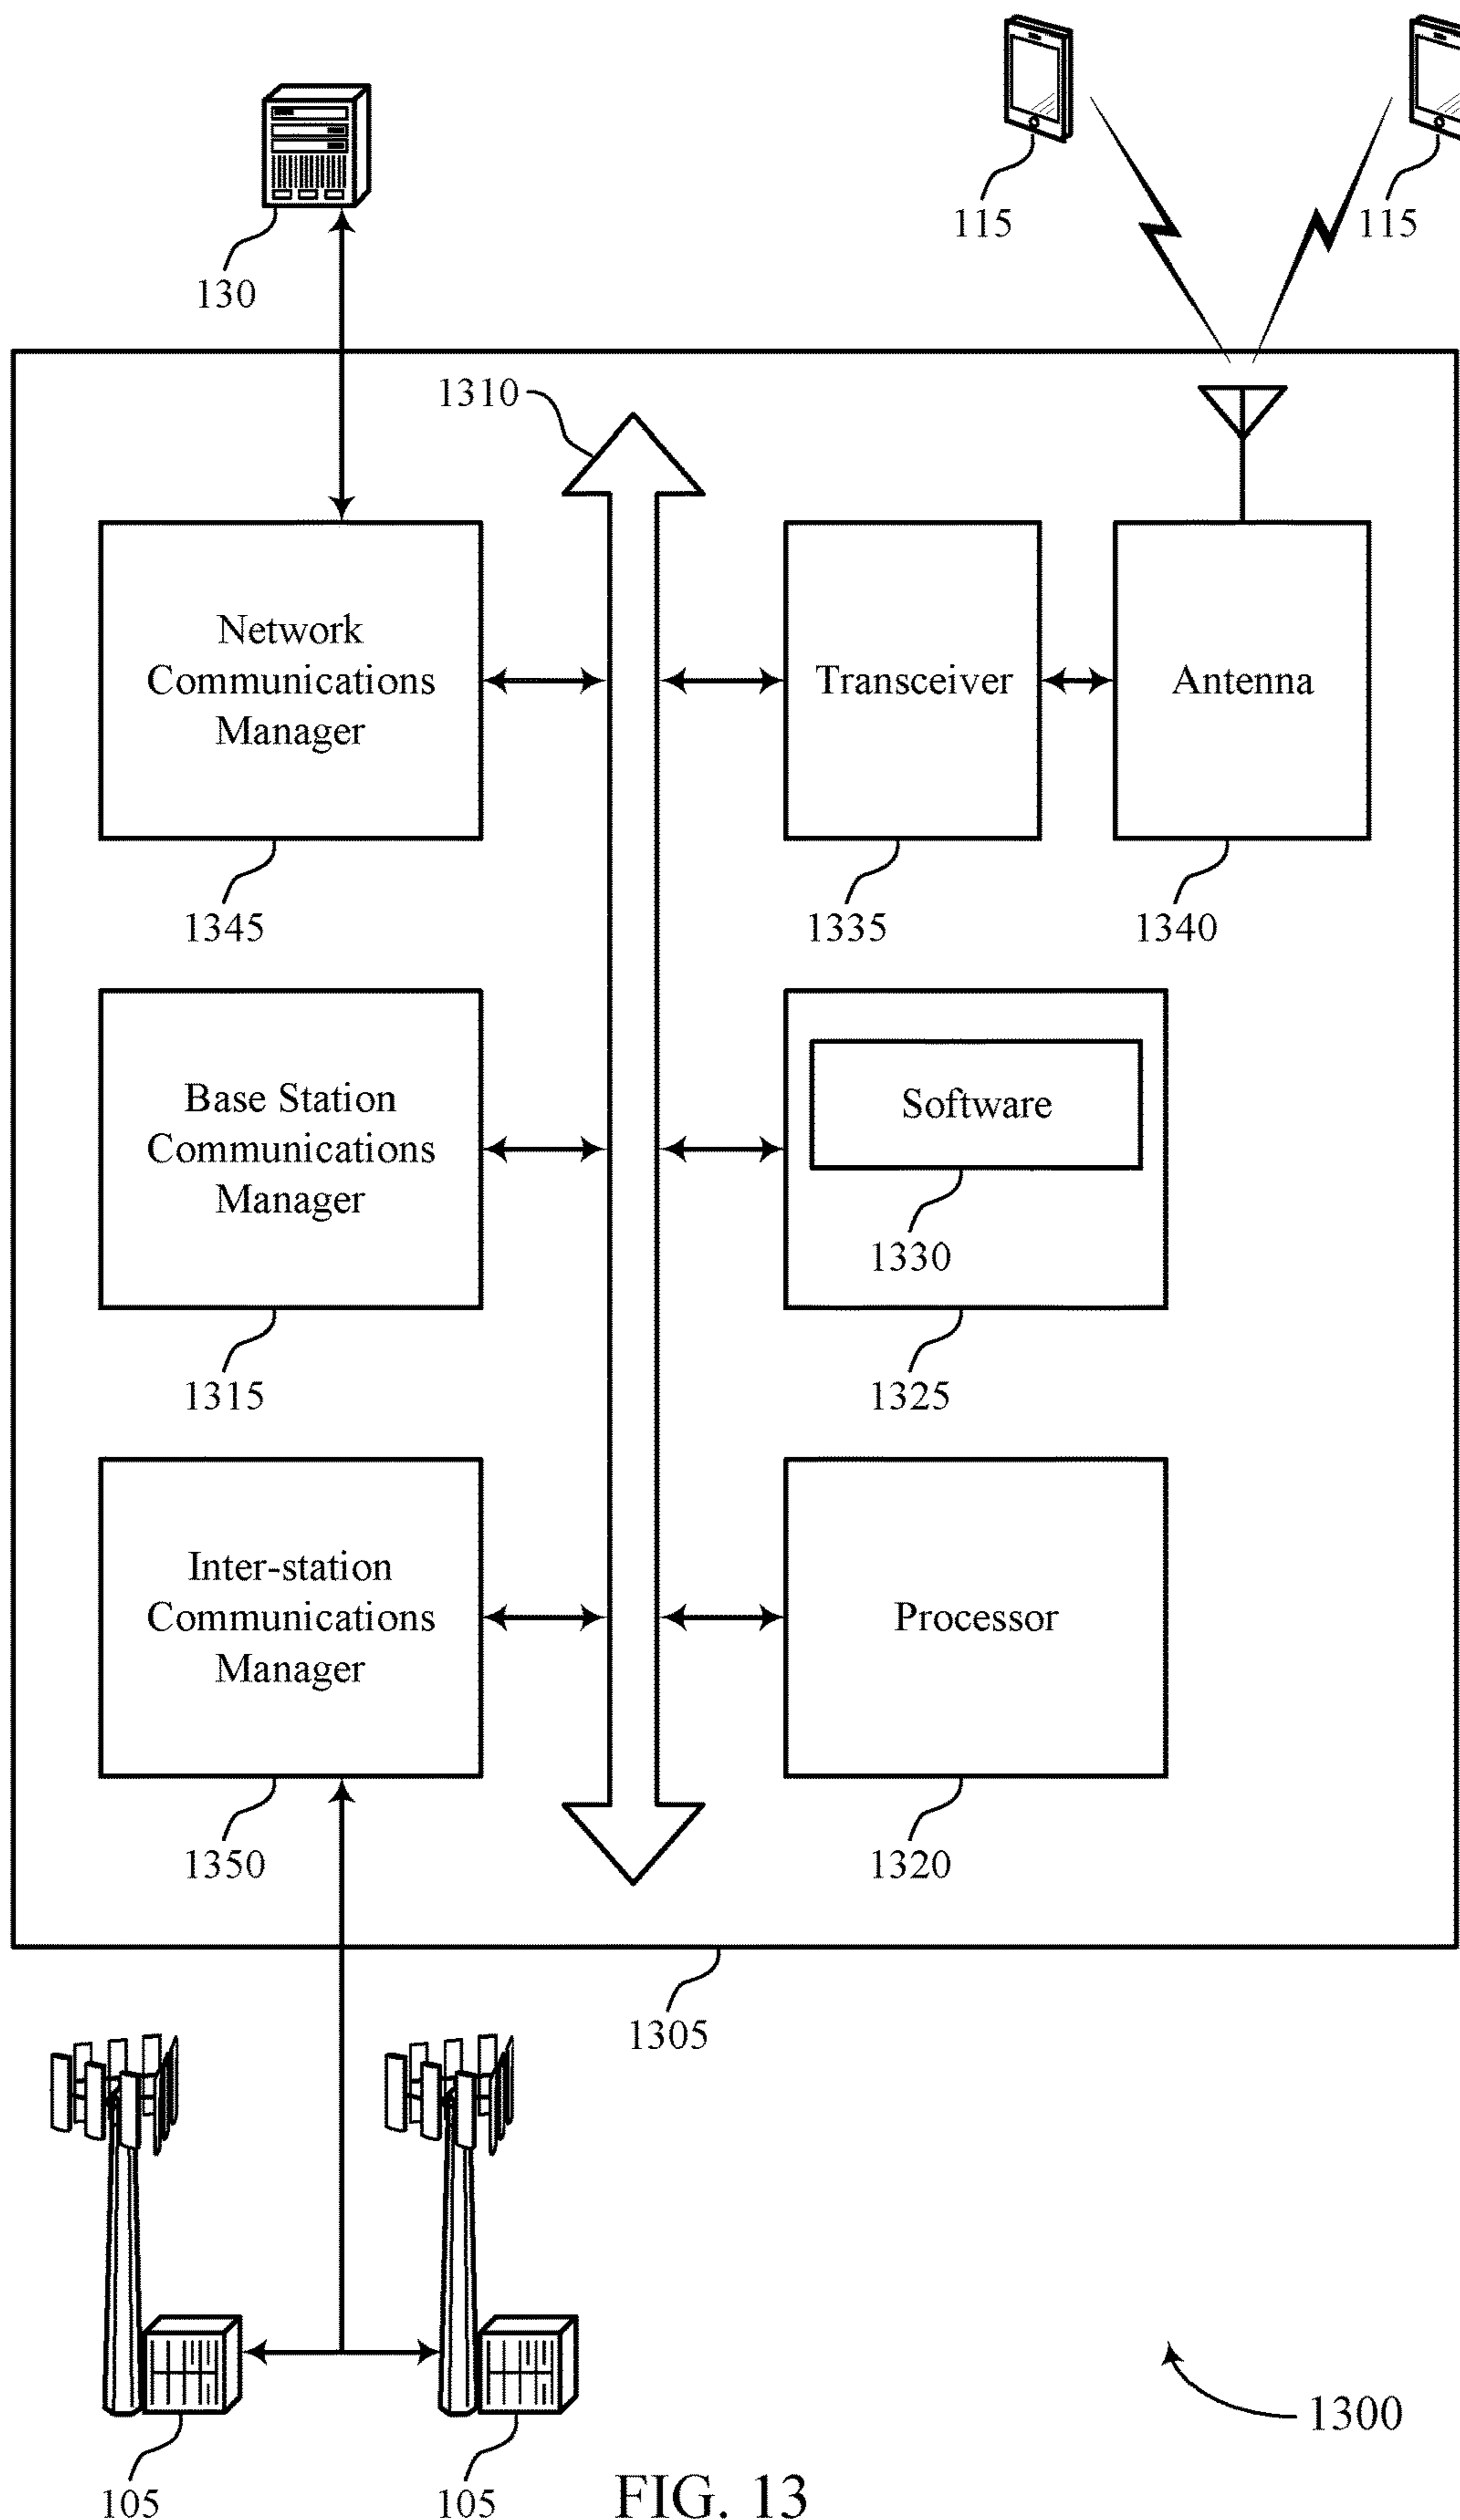 130
115
115
1310
Network
Communications
Manager
Transceiver
Antenna
1345
1335
1340
Base Station
Communications
Manager
Software
1330
1315
1325
Inter-station
Communications
Manager
Processor
1350
1320
1305
1300
105
105
FIG. 13